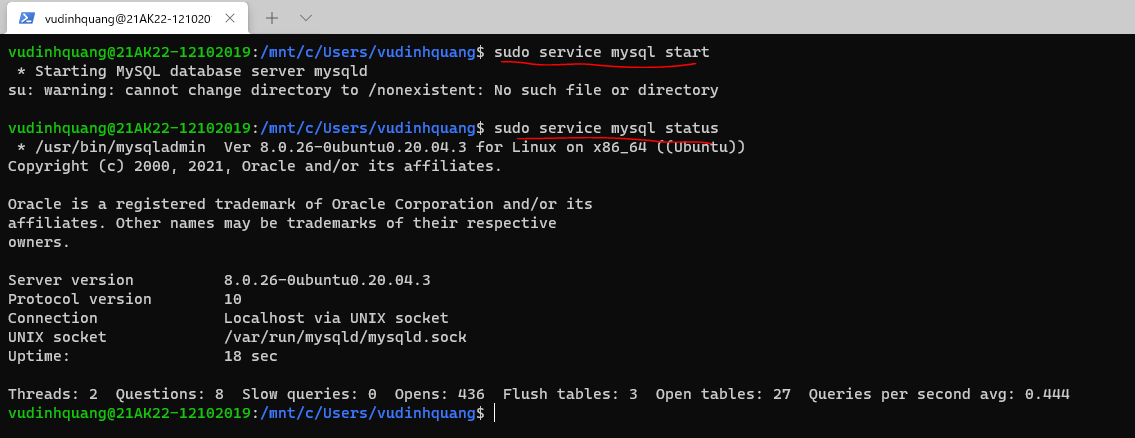 vudinhquang@21AK22-121020
vudinhquang@21AK22-12102019:/mnt/c/Users/vudinhquang$ sudo service mysql start
 * Starting MySQL database server mysqld
su: warning: cannot change directory to /nonexistent: No such file or directory
vudinhquang@21AK22-12102019:/mnt/c/Users/vudinhquang$ sudo service mysql status
 * /usr/bin/mysqladmin  Ver 8.0.26-0ubuntu0.20.04.3 for Linux on x86_64 ((Ubuntu))
Copyright (c) 2000, 2021, Oracle and/or its affiliates.
Oracle is a registered trademark of Oracle Corporation and/or its
affiliates. Other names may be trademarks of their respective
owners.
Server version          8.0.26-0ubuntu0.20.04.3
Protocol version        10
Connection              Localhost via UNIX socket
UNIX socket             /var/run/mysqld/mysqld.sock
Uptime:                 18 sec
Threads: 2  Questions: 8  Slow queries: 0  Opens: 436  Flush tables: 3  Open tables: 27  Queries per second avg: 0.444
vudinhquang@21AK22-12102019:/mnt/c/Users/vudinhquang$